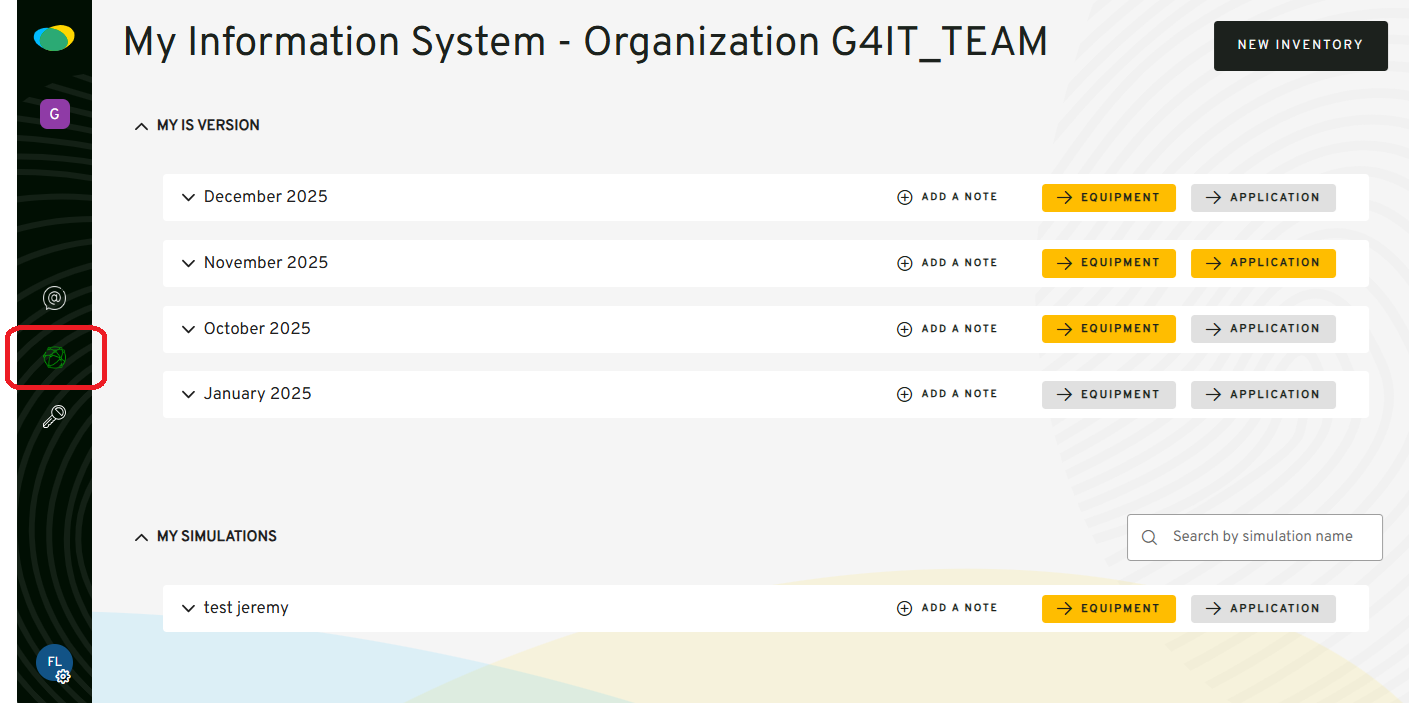 My Information System - Organization G4IT_TEAM
NEW INVENTORY
G
MY IS VERSION
December 2025 ADD A NOTE EQUIPMENT APPLICATION
November 2025 ADD A NOTE EQUIPMENT APPLICATION
October 2025 ADD A NOTE EQUIPMENT APPLICATION
January 2025 ADD A NOTE EQUIPMENT APPLICATION
MY SIMULATIONS
Search by simulation name
test jeremy ADD A NOTE EQUIPMENT APPLICATION
FL